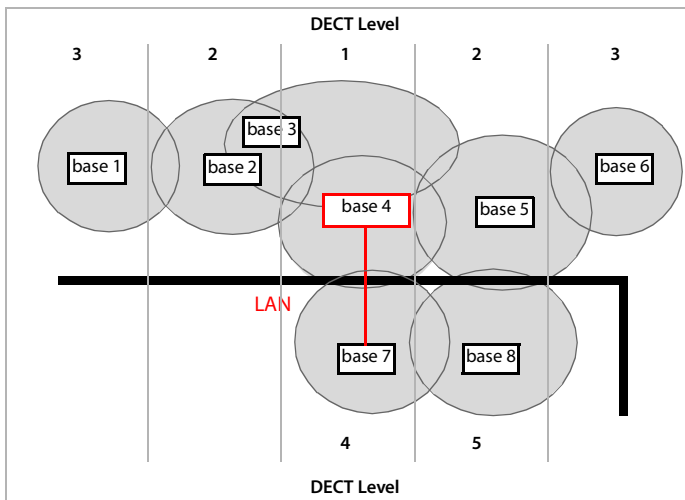 DECT Level
3 2 1 2 3
base 3
base 1 base 2 base 6
base 4 base 5
LAN
base 7 base 8
4 5
DECT Level